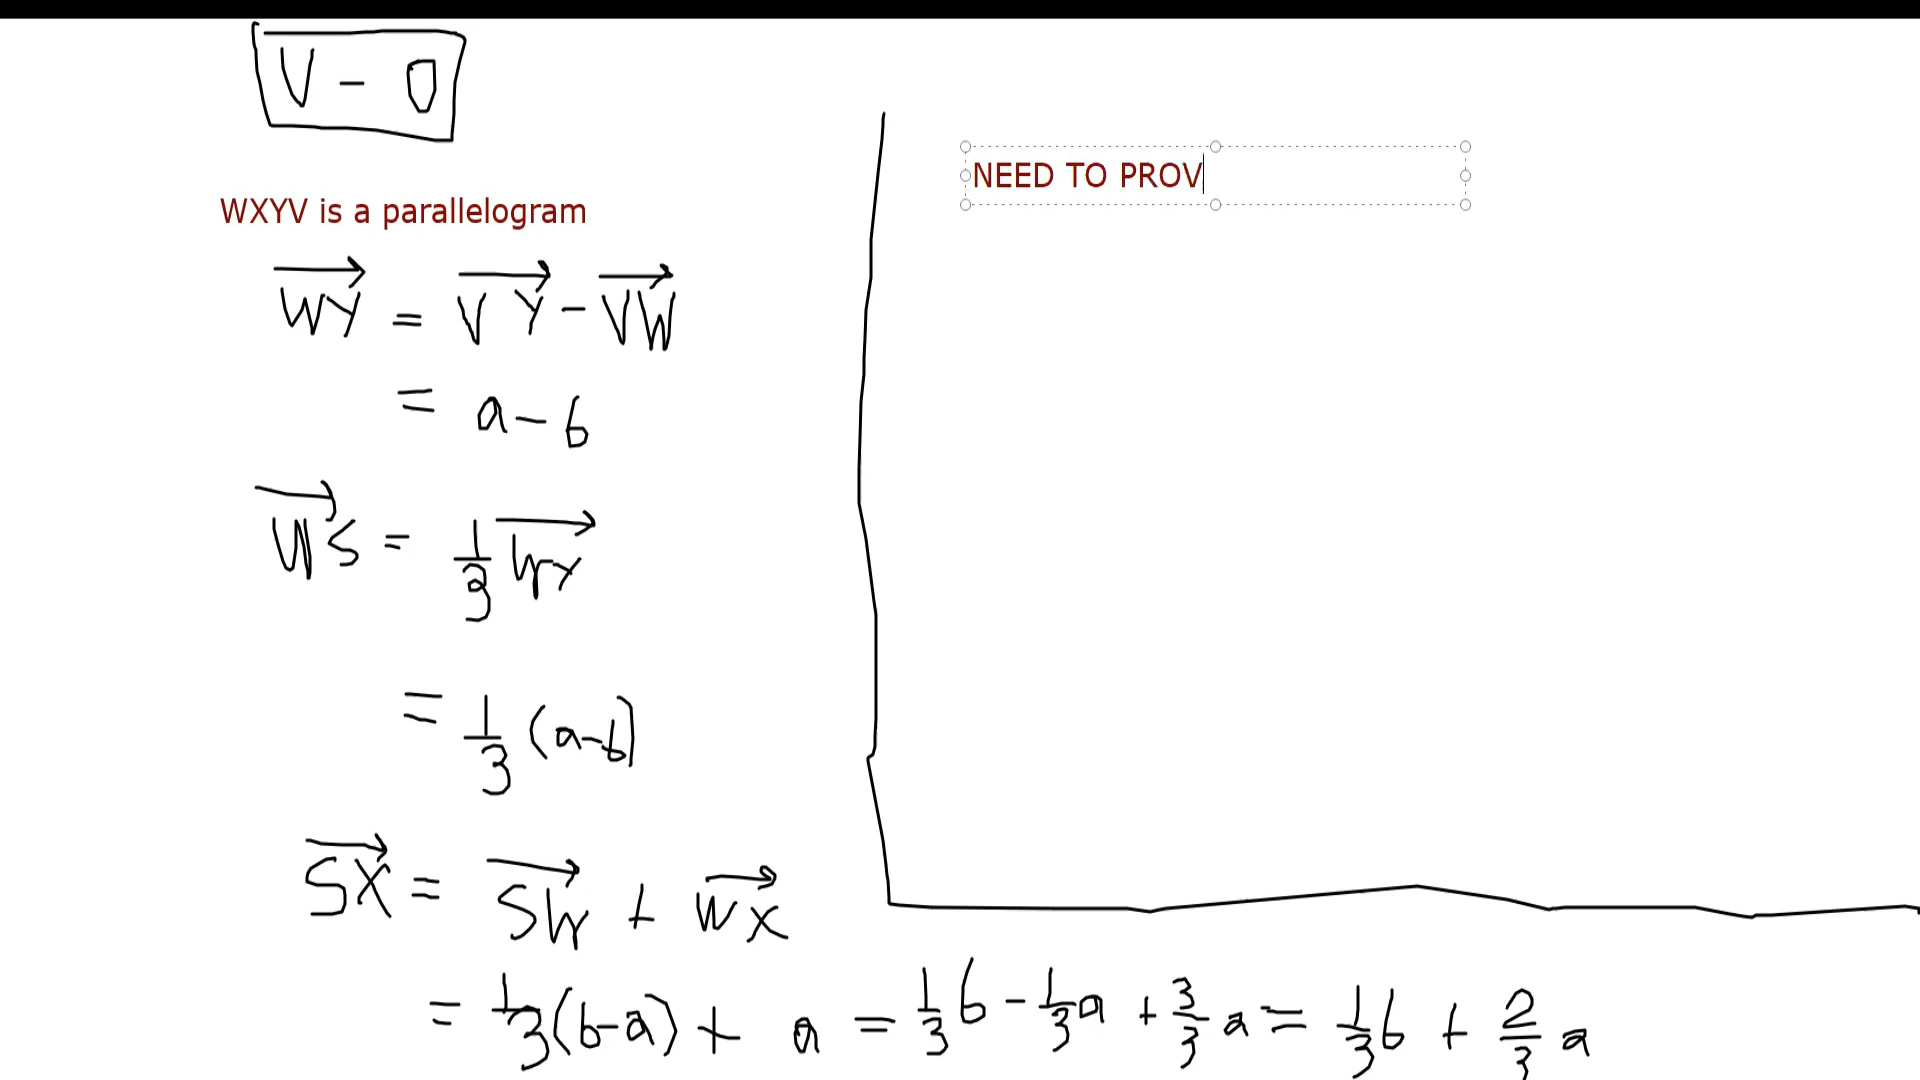 V - O
NEED TO PROV
WXYV is a parallelogram
WY = VY - VW
= a - b
WS = 1/3 WY
= 1/3 (a-b)
SX = SW + WX
= 1/3 (b-a) + a = 1/3 b - 1/3 a + 3/3 a = 1/3 b + 2/3 a